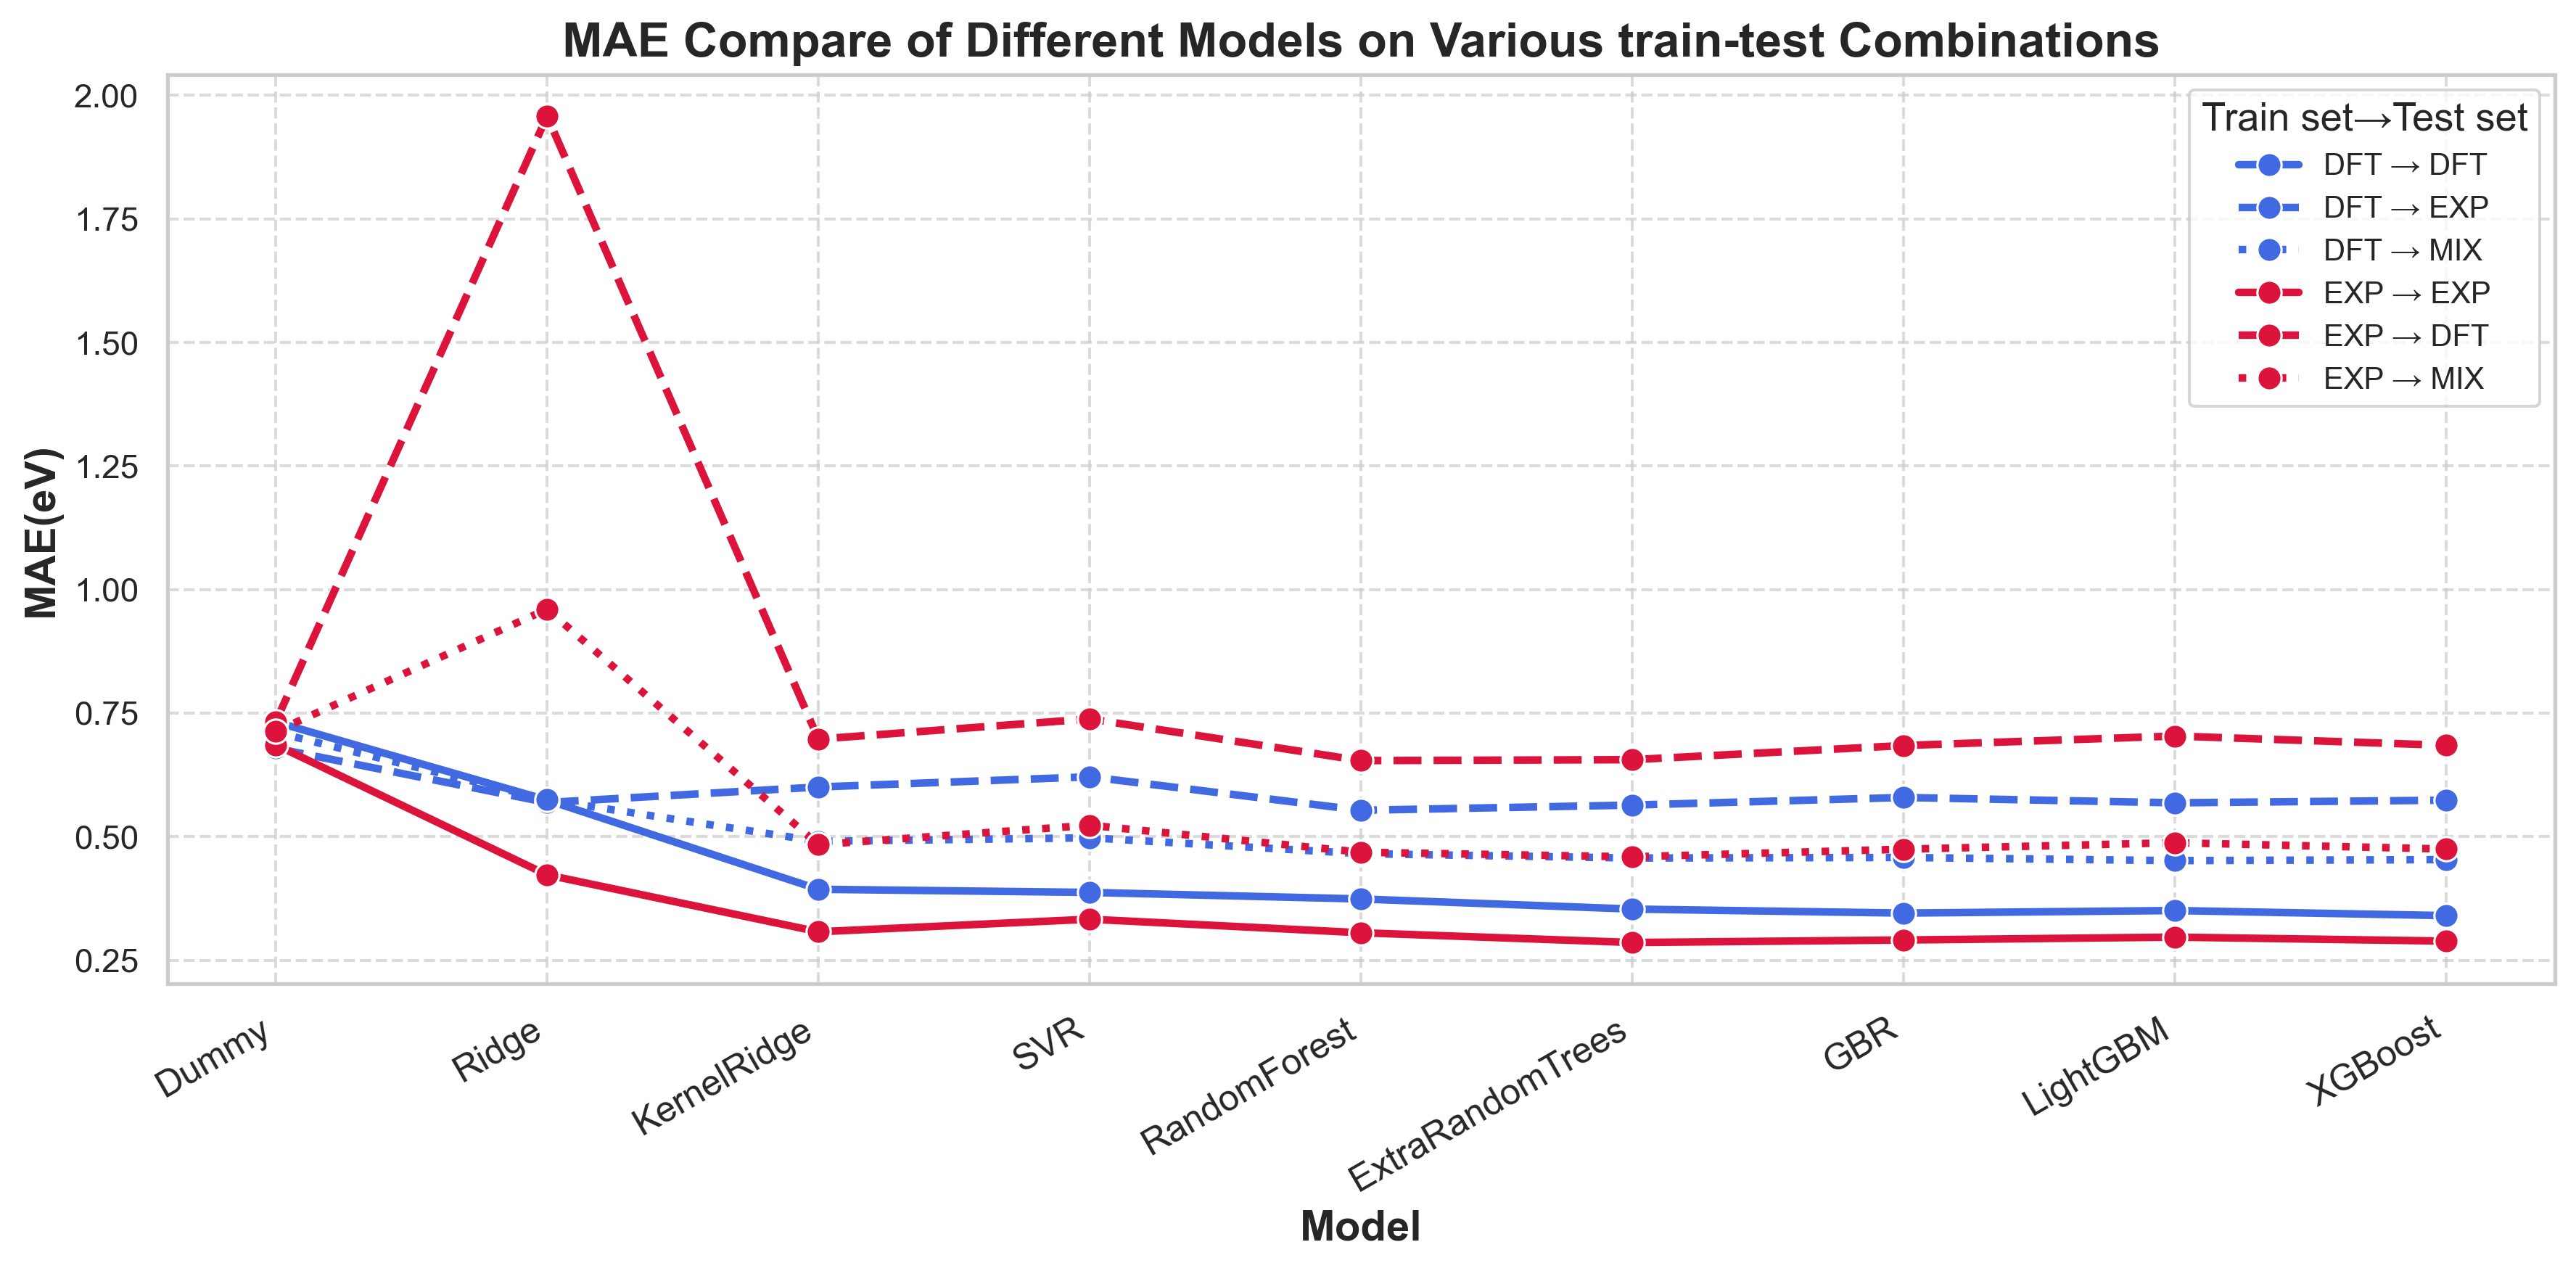 MAE Compare of Different Models on Various train-test Combinations
MAE(eV)
2.00
1.75
1.50
1.25
1.00
0.75
0.50
0.25
Train set→Test set
DFT → DFT
DFT → EXP
DFT → MIX
EXP → EXP
EXP → DFT
EXP → MIX
Dummy
Ridge
KernelRidge
SVR
RandomForest
ExtraRandomTrees
GBR
LightGBM
XGBoost
Model